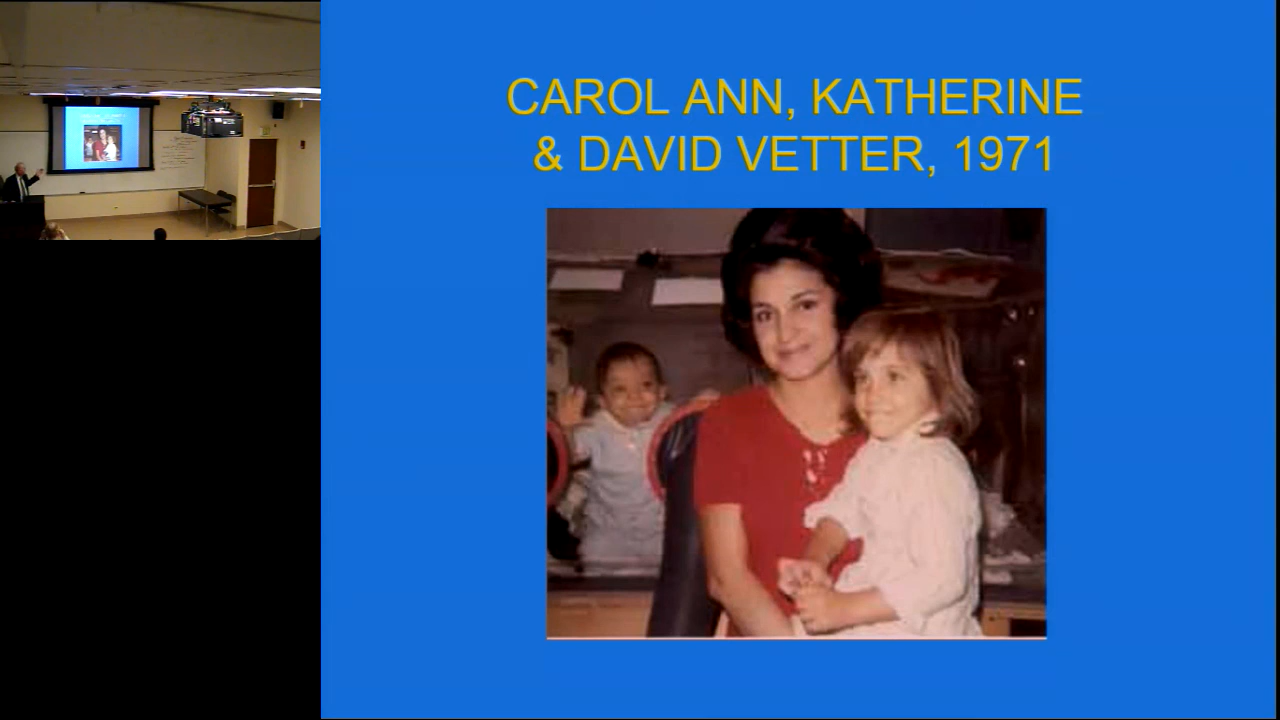 CAROL ANN, KATHERINE
& DAVID VETTER, 1971